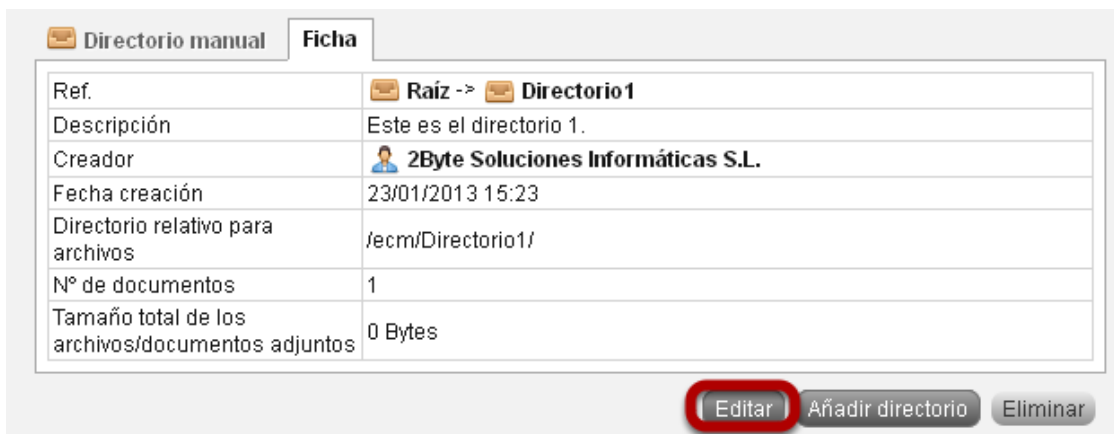 Directorio manual Ficha
Ref. Raíz -> Directorio1
Descripción Este es el directorio 1.
Creador 2Byte Soluciones Informáticas S.L.
Fecha creación 23/01/2013 15:23
Directorio relativo para
archivos /ecm/Directorio1/
Nº de documentos 1
Tamaño total de los
archivos/documentos adjuntos 0 Bytes
Editar Añadir directorio Eliminar